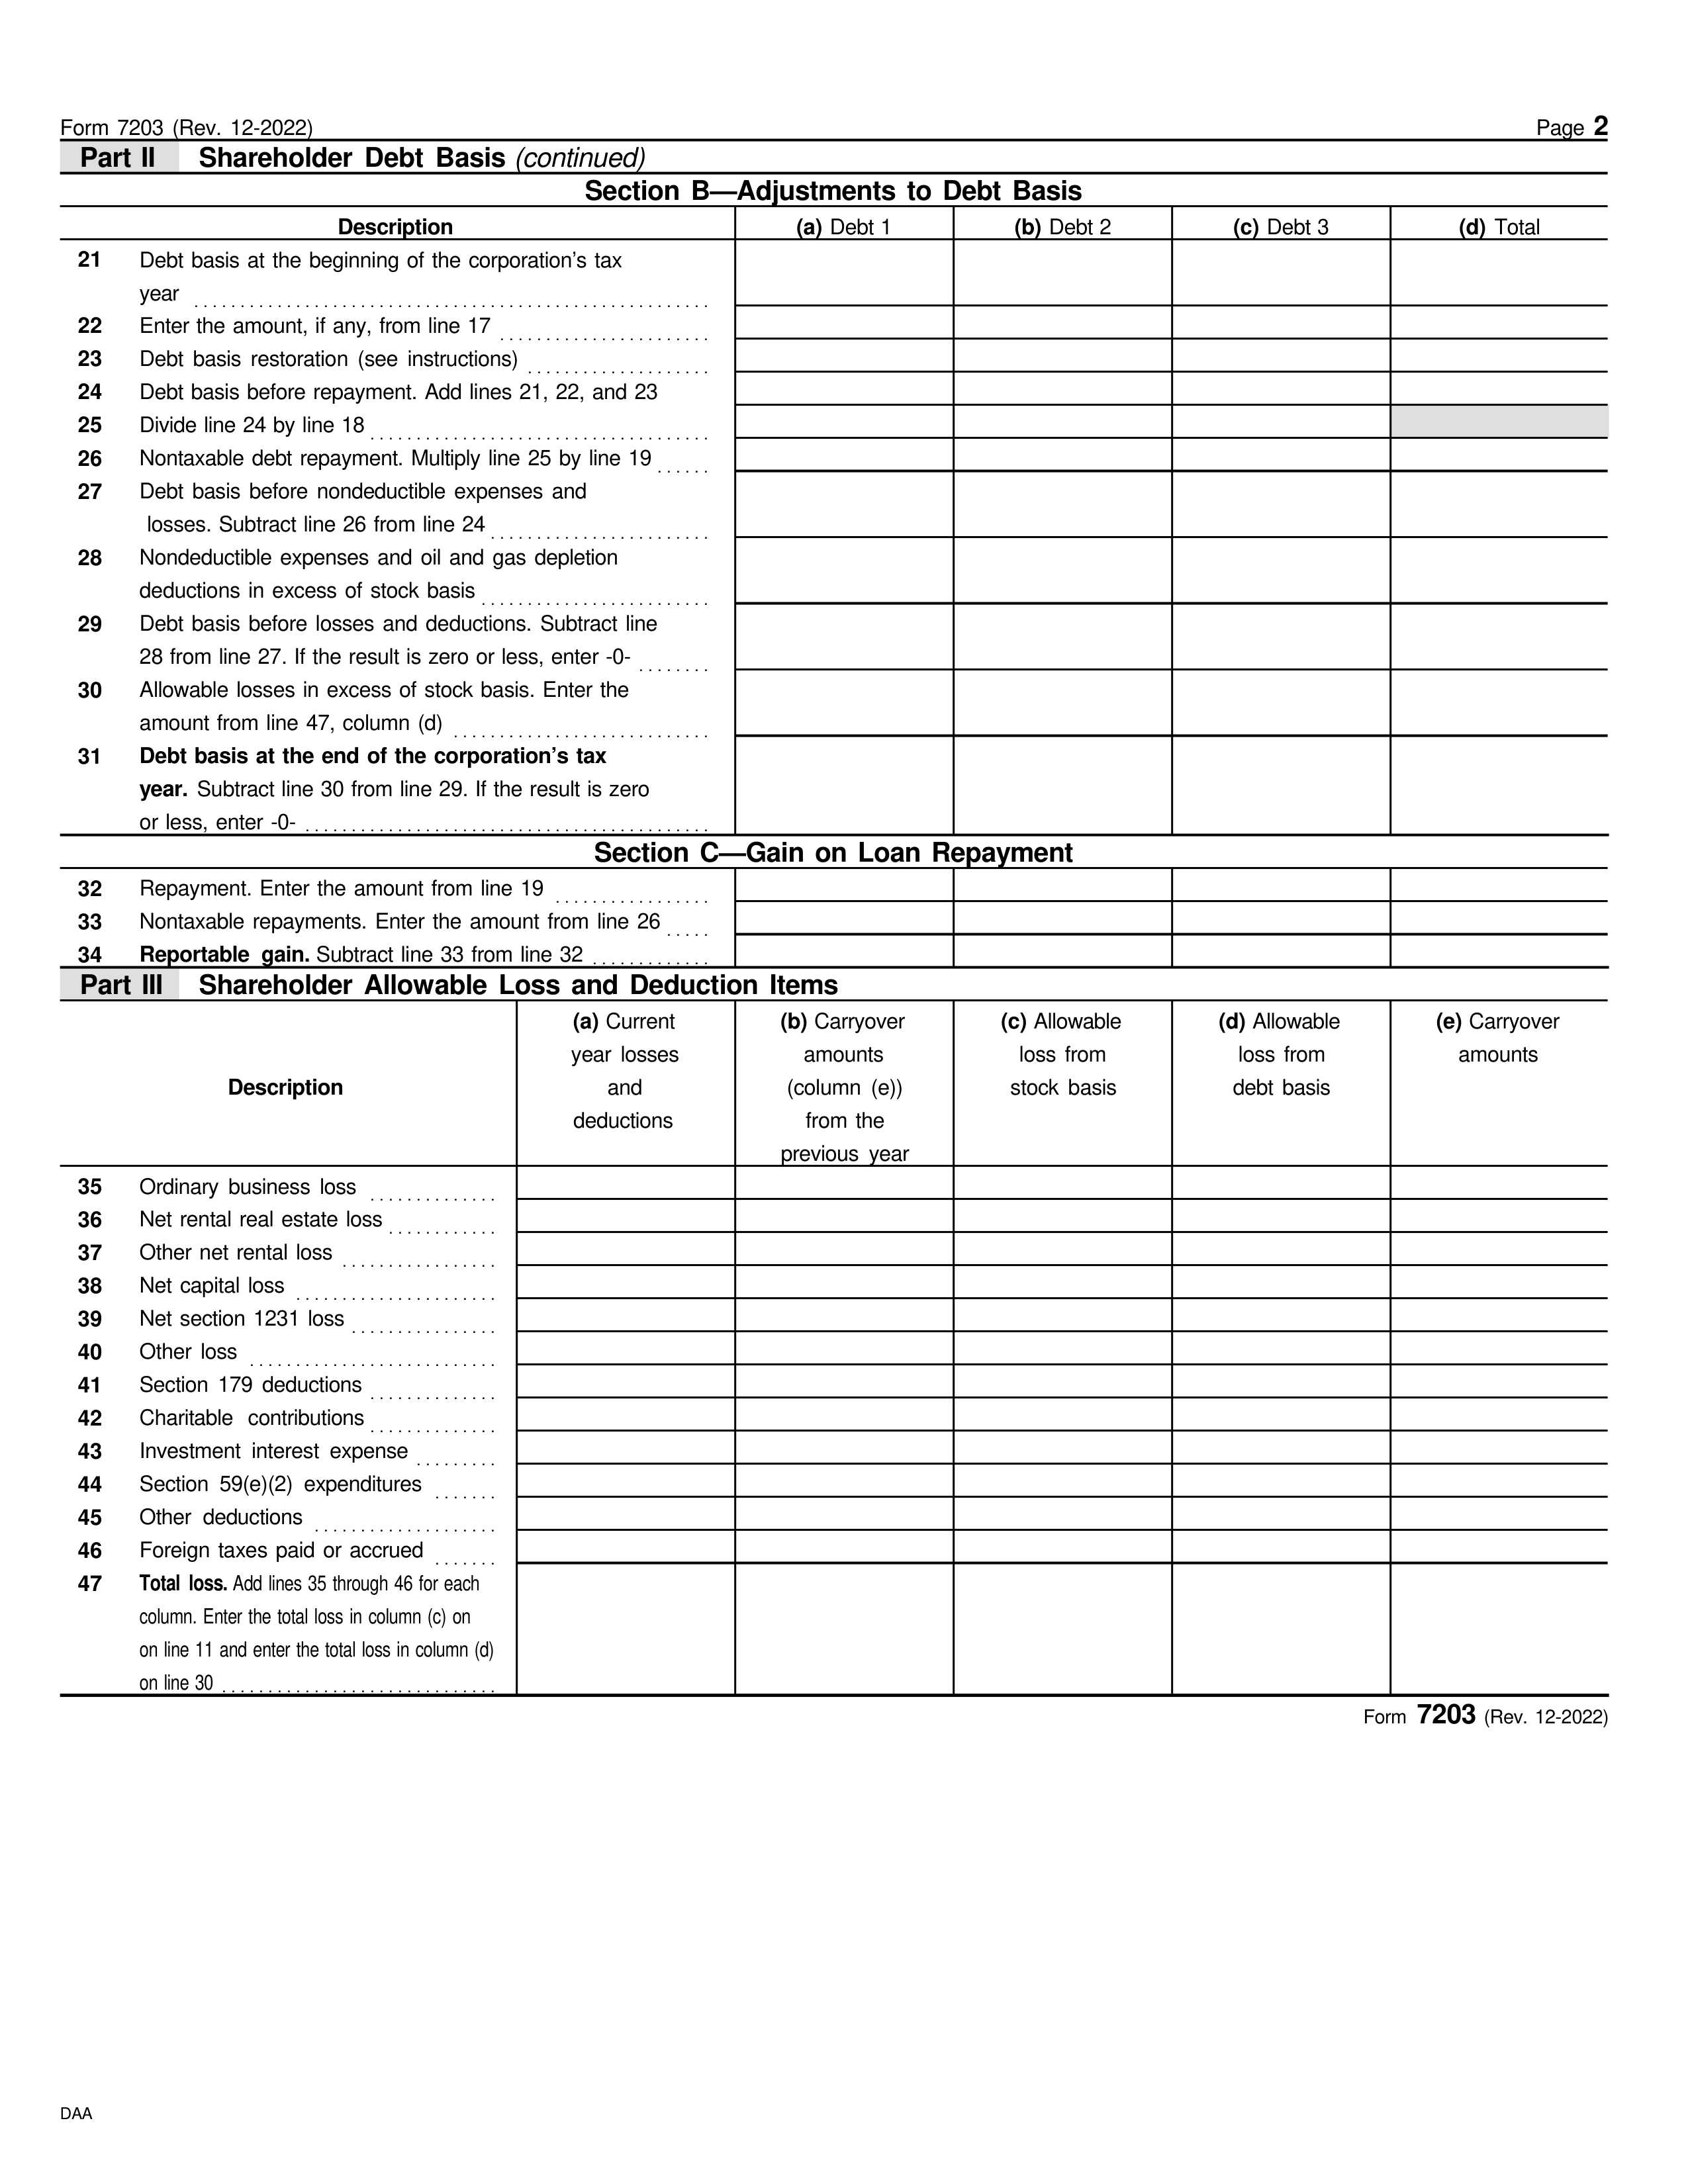 Form 7203 (Rev. 12-2022) Page 2
Part II Shareholder Debt Basis (continued)
Section B—Adjustments to Debt Basis
Description (a) Debt 1 (b) Debt 2 (c) Debt 3 (d) Total
21 Debt basis at the beginning of the corporation's tax
year
22 Enter the amount, if any, from line 17
23 Debt basis restoration (see instructions)
24 Debt basis before repayment. Add lines 21, 22, and 23
25 Divide line 24 by line 18
26 Nontaxable debt repayment. Multiply line 25 by line 19
27 Debt basis before nondeductible expenses and
losses. Subtract line 26 from line 24
28 Nondeductible expenses and oil and gas depletion
deductions in excess of stock basis
29 Debt basis before losses and deductions. Subtract line
28 from line 27. If the result is zero or less, enter -0-
30 Allowable losses in excess of stock basis. Enter the
amount from line 47, column (d)
31 Debt basis at the end of the corporation's tax
year. Subtract line 30 from line 29. If the result is zero
or less, enter -0-
Section C—Gain on Loan Repayment
32 Repayment. Enter the amount from line 19
33 Nontaxable repayments. Enter the amount from line 26
34 Reportable gain. Subtract line 33 from line 32
Part III Shareholder Allowable Loss and Deduction Items
Description
(a) Current
year losses
and
deductions
(b) Carryover
amounts
(column (e))
from the
previous year
(c) Allowable
loss from
stock basis
(d) Allowable
loss from
debt basis
(e) Carryover
amounts
35 Ordinary business loss
36 Net rental real estate loss
37 Other net rental loss
38 Net capital loss
39 Net section 1231 loss
40 Other loss
41 Section 179 deductions
42 Charitable contributions
43 Investment interest expense
44 Section 59(e)(2) expenditures
45 Other deductions
46 Foreign taxes paid or accrued
47 Total loss. Add lines 35 through 46 for each
column. Enter the total loss in column (c) on
on line 11 and enter the total loss in column (d)
on line 30
Form 7203 (Rev. 12-2022)
DAA